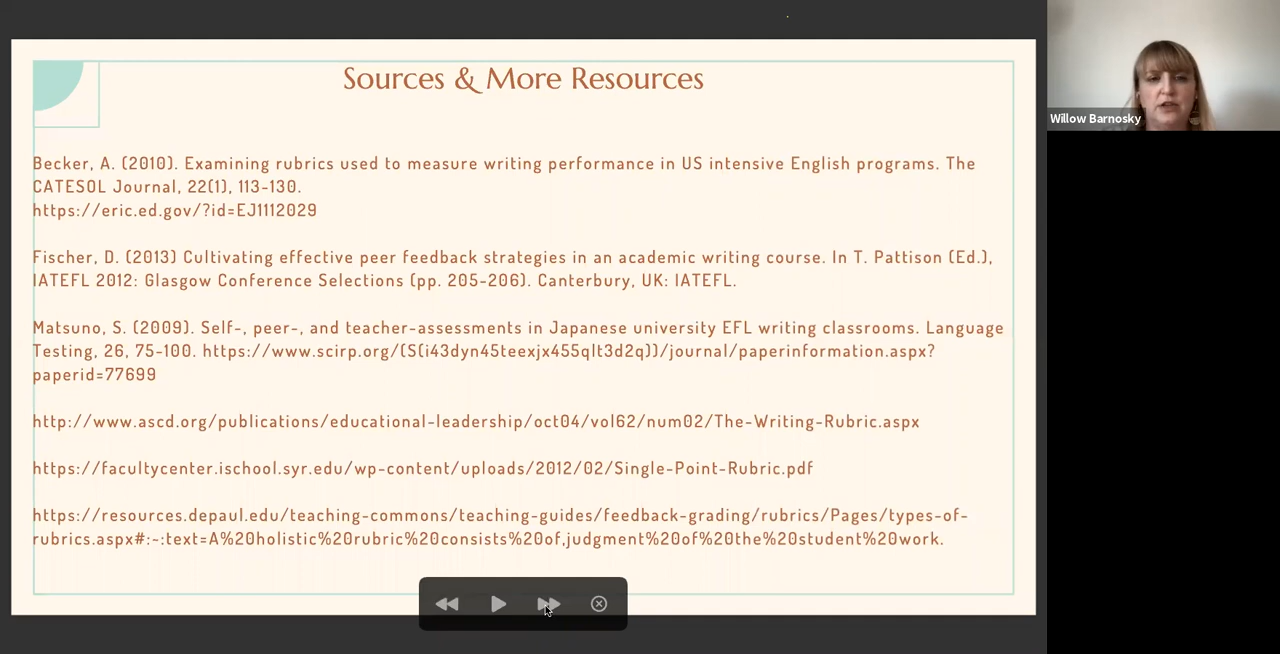 Sources & More Resources
Becker, A. (2010). Examining rubrics used to measure writing performance in US intensive English programs. The
CATESOL Journal, 22(1), 113-130.
https://eric.ed.gov/?id=EJ1112029
Fischer, D. (2013) Cultivating effective peer feedback strategies in an academic writing course. In T. Pattison (Ed.),
IATEFL 2012: Glasgow Conference Selections (pp. 205-206). Canterbury, UK: IATEFL.
Matsuno, S. (2009). Self-, peer-, and teacher-assessments in Japanese university EFL writing classrooms. Language
Testing, 26, 75-100. https://www.scirp.org/(S(i43dyn45teexjx455qlt3d2q))/journal/paperinformation.aspx?
paperid=77699
http://www.ascd.org/publications/educational-leadership/oct04/vol62/num02/The-Writing-Rubric.aspx
https://facultycenter.ischool.syr.edu/wp-content/uploads/2012/02/Single-Point-Rubric.pdf
https://resources.depaul.edu/teaching-commons/teaching-guides/feedback-grading/rubrics/Pages/types-of-
rubrics.aspx#:~:text=A%20holistic%20rubric%20consists%20of,judgment%20of%20the%20student%20work.
Willow Barnosky